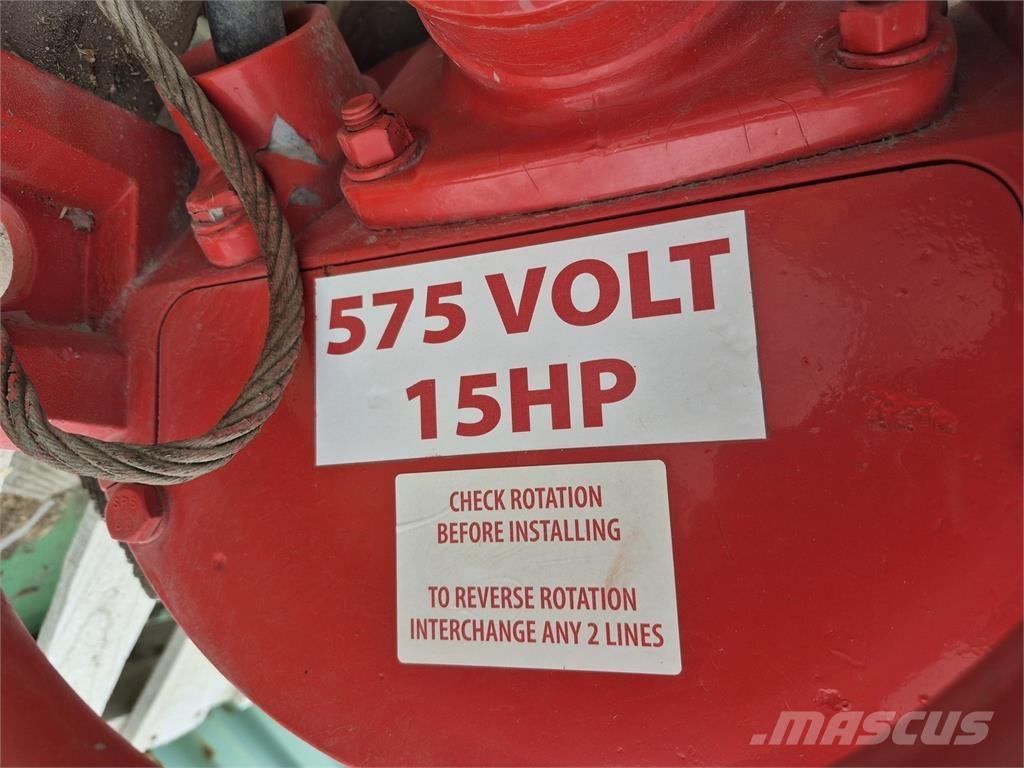 575 VOLT
15HP
CHECK ROTATION
BEFORE INSTALLING
TO REVERSE ROTATION
INTERCHANGE ANY 2 LINES
MASCUS